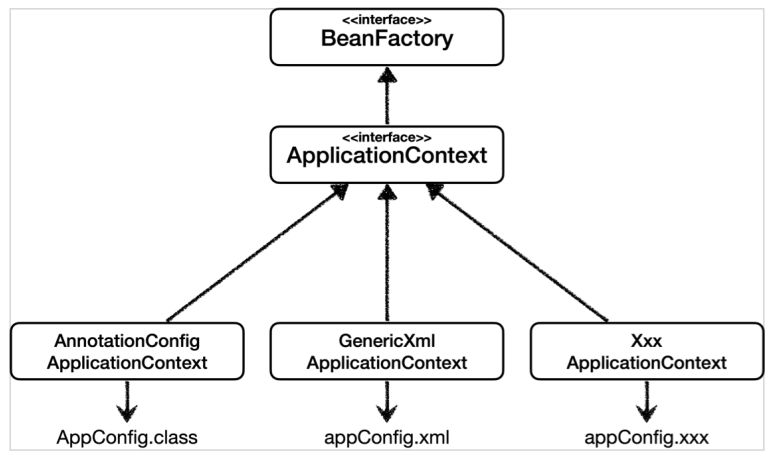 <<interface>>
BeanFactory
<<interface>>
ApplicationContext
AnnotationConfig
ApplicationContext
GenericXml
ApplicationContext
Xxx
ApplicationContext
AppConfig.class
appConfig.xml
appConfig.xxx